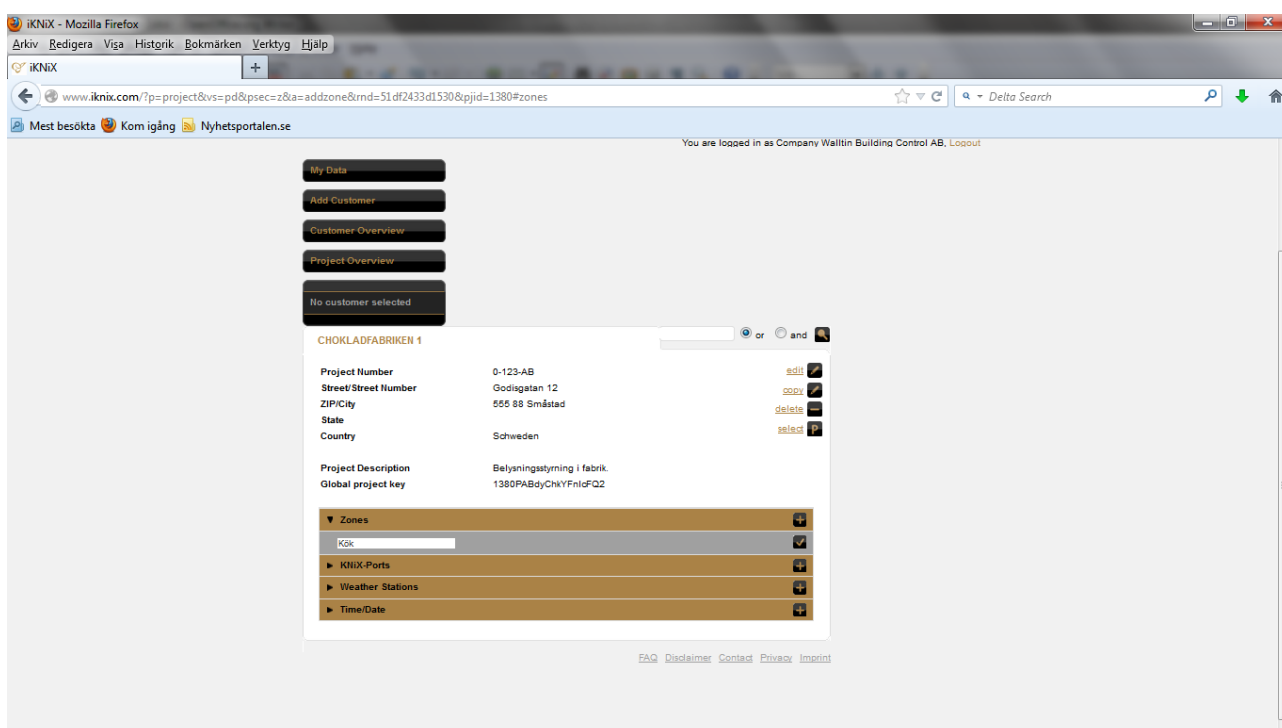 iKNiX - Mozilla Firefox
Arkiv Redigera Visa Historik Bokmärken Verktyg Hjälp
iKNiX +
www.iknix.com/?p=project&vs=pd&psec=z&a=addzone&rnd=51df2433d1530&pjid=1380#zones Delta Search
Mest besökta Kom igång Nyhetsportalen.se
You are logged in as Company Walltin Building Control AB, Logout
My Data
Add Customer
Customer Overview
Project Overview
No customer selected
CHOKLADFABRIKEN 1 or and
Project Number 0-123-AB edit
Street/Street Number Godisgatan 12 copy
ZIP/City 555 88 Småstad delete
State
Country Schweden select P
Project Description Belysningsstyrning i fabrik.
Global project key 1380PABdyChkYFnIoFQ2
Zones
Kök
KNiX-Ports
Weather Stations
Time/Date
FAQ Disclaimer Contact Privacy Imprint